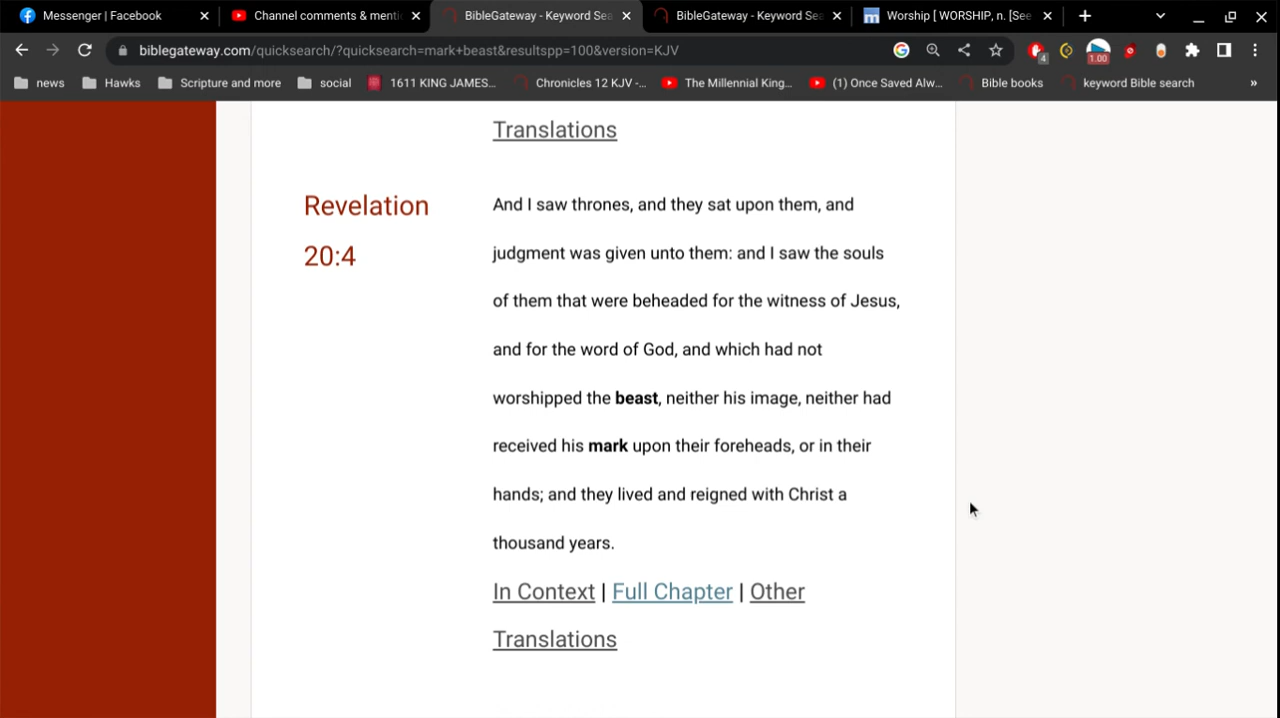 Messenger | Facebook
Channel comments & menti
BibleGateway - Keyword Sea
BibleGateway - Keyword Sea
Worship [ WORSHIP, n. [See
biblegateway.com/quicksearch/?quicksearch=mark+beast&resultspp=100&version=KJV
4
1.00
news
Hawks
Scripture and more
social
1611 KING JAMES...
Chronicles 12 KJV -...
The Millennial King...
(1) Once Saved Alw...
Bible books
keyword Bible search
»
Translations
Revelation
20:4
And I saw thrones, and they sat upon them, and
judgment was given unto them: and I saw the souls
of them that were beheaded for the witness of Jesus,
and for the word of God, and which had not
worshipped the beast, neither his image, neither had
received his mark upon their foreheads, or in their
hands; and they lived and reigned with Christ a
thousand years.
In Context | Full Chapter | Other
Translations